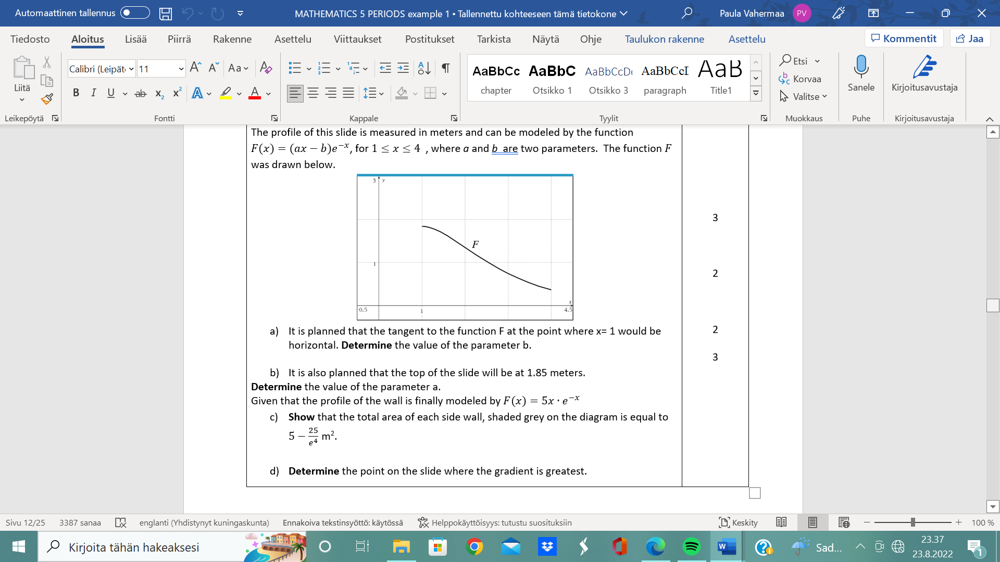 Automaattinen tallennus
MATHEMATICS 5 PERIODS example 1 • Tallennettu kohteeseen tämä tietokone
Paula Vahermaa PV
Tiedosto Aloitus Lisää Piirrä Rakenne Asettelu Viittaukset Postitukset Tarkista Näytä Ohje Taulukon rakenne Asettelu Kommentit Jaa
Liitä
Calibri (Leipät 11
AaBbCc AaBbC AaBbCcD AaBbCcI AaB
chapter Otsikko 1 Otsikko 3 paragraph Title1
Etsi
Korvaa
Valitse
Sanele
Kirjoitusavustaja
Leikepöytä Fontti Kappale Tyylit Muokkaus Puhe Kirjoitusavustaja
The profile of this slide is measured in meters and can be modeled by the function
F(x) = (ax − b)e^{−x}, for 1 ≤ x ≤ 4 , where a and b are two parameters. The function F
was drawn below.
3 y
F
1
x
-0.5 1 4.5
3
2
2
3
a) It is planned that the tangent to the function F at the point where x= 1 would be
horizontal. Determine the value of the parameter b.
b) It is also planned that the top of the slide will be at 1.85 meters.
Determine the value of the parameter a.
Given that the profile of the wall is finally modeled by F(x) = 5x · e^{−x}
c) Show that the total area of each side wall, shaded grey on the diagram is equal to
5 − 25/e⁴ m².
d) Determine the point on the slide where the gradient is greatest.
Sivu 12/25 3387 sanaa englanti (Yhdistynyt kuningaskunta) Ennakoiva tekstinsyöttö: käytössä Helppokäyttöisyys: tutustu suosituksiin Keskity 100 %
Kirjoita tähän hakeaksesi
Sad...
23.37
23.8.2022
1